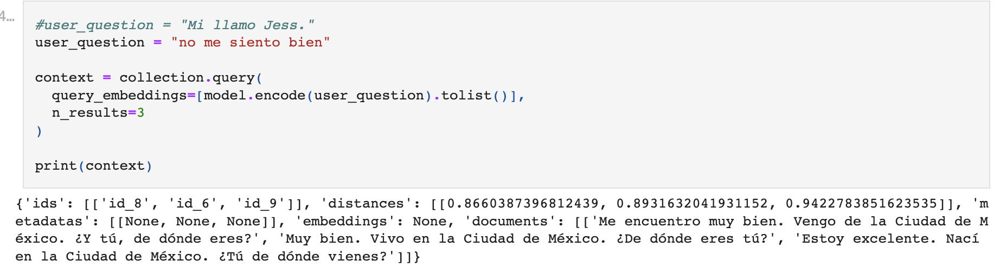 4…
#user_question = "Mi llamo Jess."
user_question = "no me siento bien"
context = collection.query(
  query_embeddings=[model.encode(user_question).tolist()],
  n_results=3
)
print(context)
{'ids': [['id_8', 'id_6', 'id_9']], 'distances': [[0.8660387396812439, 0.8931632041931152, 0.9422783851623535]], 'm
etadatas': [[None, None, None]], 'embeddings': None, 'documents': [['Me encuentro muy bien. Vengo de la Ciudad de M
éxico. ¿Y tú, de dónde eres?', 'Muy bien. Vivo en la Ciudad de México. ¿De dónde eres tú?', 'Estoy excelente. Nací
en la Ciudad de México. ¿Tú de dónde vienes?']]}